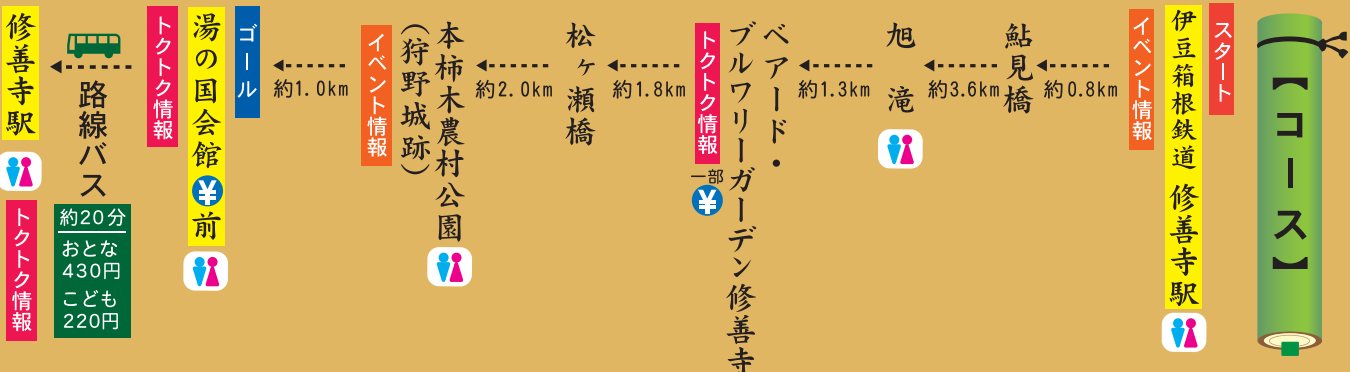 【コース】
スタート
伊豆箱根鉄道 修善寺駅
イベント情報
約0.8km
鮎見橋
約3.6km
旭滝
約1.3km
ベアード・
ブルワリーガーデン修善寺
トクトク情報
一部
¥
約1.8km
松ヶ瀬橋
約2.0km
本柿木農村公園
(狩野城跡)
イベント情報
約1.0km
ゴール
湯の国会館¥前
トクトク情報
路線バス
約20分
おとな
430円
こども
220円
修善寺駅
トクトク情報